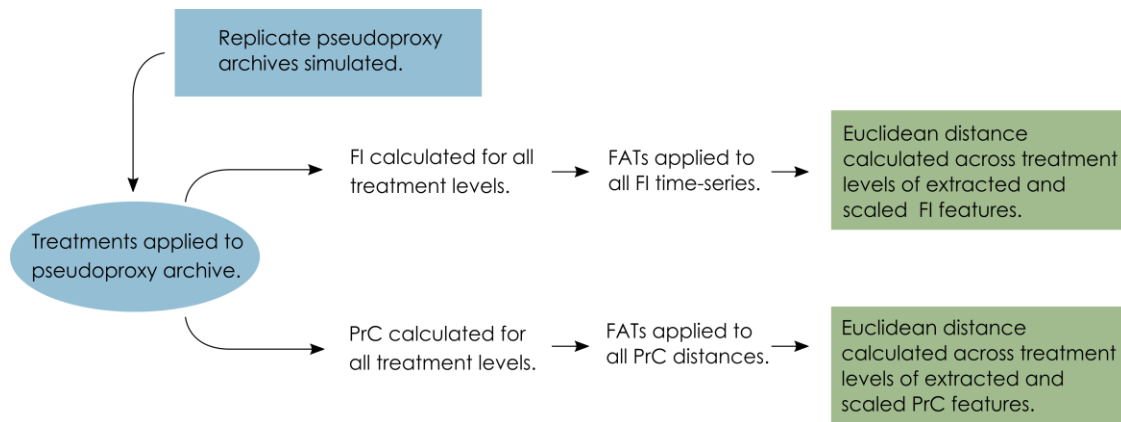 Replicate pseudoproxy
archives simulated.
FI calculated for all
treatment levels.
FATs applied to
all FI time-series.
Euclidean distance
calculated across treatment
levels of extracted and
scaled FI features.
Treatments applied to
pseudoproxy archive.
PrC calculated for
all treatment levels.
FATs applied to
all PrC distances.
Euclidean distance
calculated across treatment
levels of extracted and
scaled PrC features.